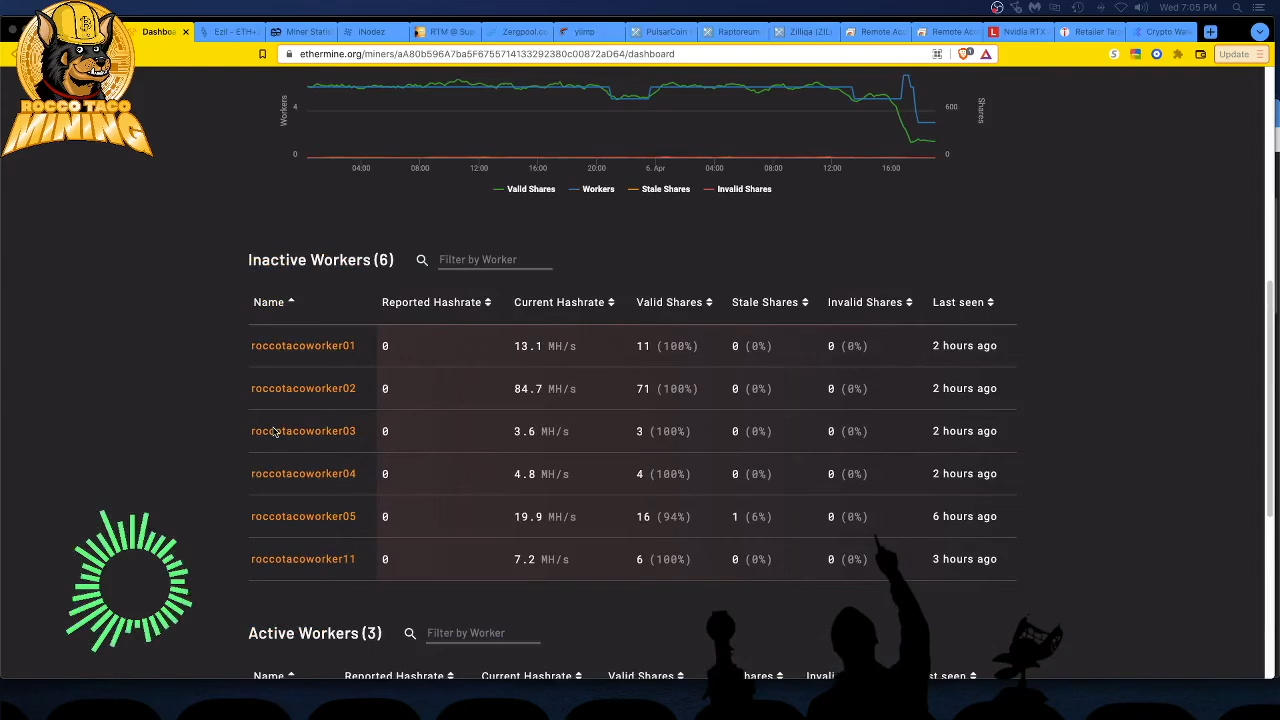 Wed 7:05 PM
Dashbo
Ezil - ETH+
Miner Statis
iNodez
RTM @ Sup
Zergpool.co
yiimp
PulsarCoin
Raptoreum
Zilliqa (ZIL
Remote Acc
Remote Acc
Nvidia RTX
Retailer Tar
Crypto Wal
ethermine.org/miners/aA80b596A7ba5F6755714133292380c00872aD64/dashboard
Update
ROCCO TACO
MINING
Workers
4
0
600
0
Shares
04:00
08:00
12:00
16:00
20:00
5. Apr
04:00
08:00
12:00
16:00
Valid Shares
Workers
Stale Shares
Invalid Shares
Inactive Workers (6)
Filter by Worker
Name Reported Hashrate Current Hashrate Valid Shares Stale Shares Invalid Shares Last seen
roccotacoworker01 0 13.1 MH/s 11 (100%) 0 (0%) 0 (0%) 2 hours ago
roccotacoworker02 0 84.7 MH/s 71 (100%) 0 (0%) 0 (0%) 2 hours ago
roccotacoworker03 0 3.6 MH/s 3 (100%) 0 (0%) 0 (0%) 2 hours ago
roccotacoworker04 0 4.8 MH/s 4 (100%) 0 (0%) 0 (0%) 2 hours ago
roccotacoworker05 0 19.9 MH/s 16 (94%) 1 (6%) 0 (0%) 6 hours ago
roccotacoworker11 0 7.2 MH/s 6 (100%) 0 (0%) 0 (0%) 3 hours ago
Active Workers (3)
Filter by Worker
Name Reported Hashrate Current Hashrate Valid Shares hares Invali st seen